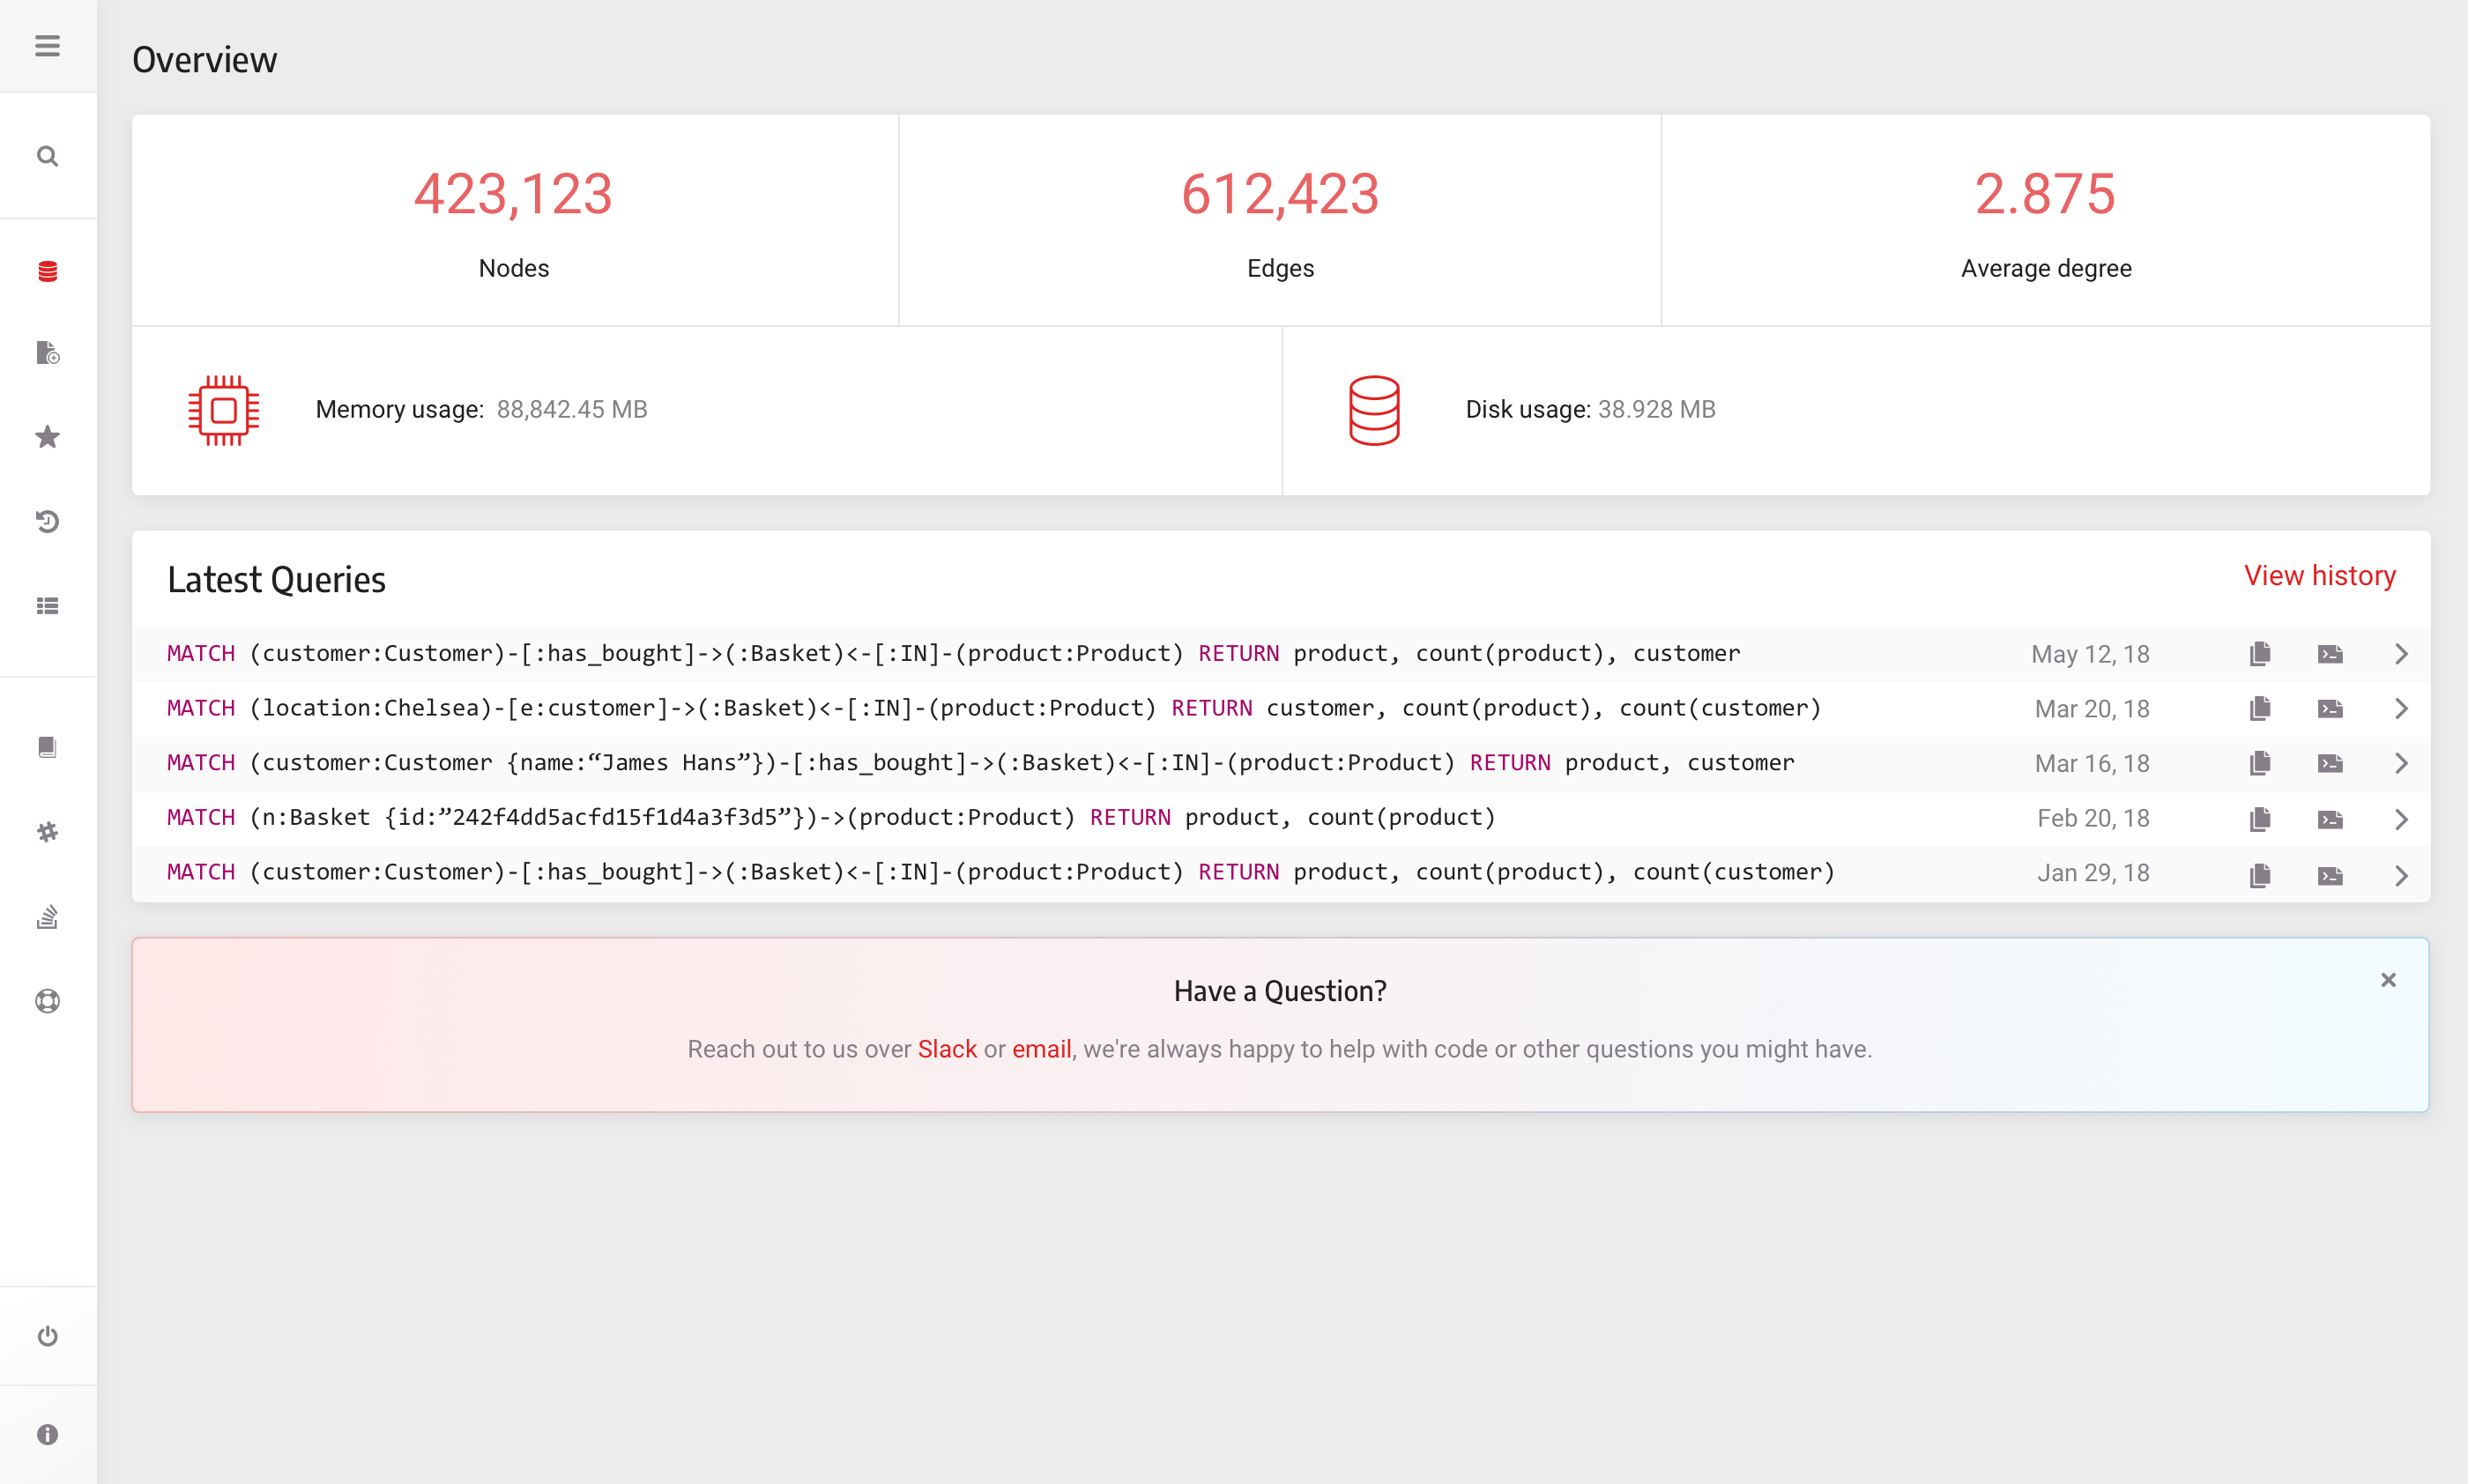 Overview
423,123
Nodes
612,423
Edges
2.875
Average degree
Memory usage: 88,842.45 MB
Disk usage: 38.928 MB
Latest Queries
View history
MATCH (customer:Customer)-[:has_bought]->(:Basket)<-[:IN]-(product:Product) RETURN product, count(product), customer May 12, 18
MATCH (location:Chelsea)-[e:customer]->(:Basket)<-[:IN]-(product:Product) RETURN customer, count(product), count(customer) Mar 20, 18
MATCH (customer:Customer {name:“James Hans”})-[:has_bought]->(:Basket)<-[:IN]-(product:Product) RETURN product, customer Mar 16, 18
MATCH (n:Basket {id:”242f4dd5acfd15f1d4a3f3d5”})->(product:Product) RETURN product, count(product) Feb 20, 18
MATCH (customer:Customer)-[:has_bought]->(:Basket)<-[:IN]-(product:Product) RETURN product, count(product), count(customer) Jan 29, 18
Have a Question?
Reach out to us over Slack or email, we're always happy to help with code or other questions you might have.